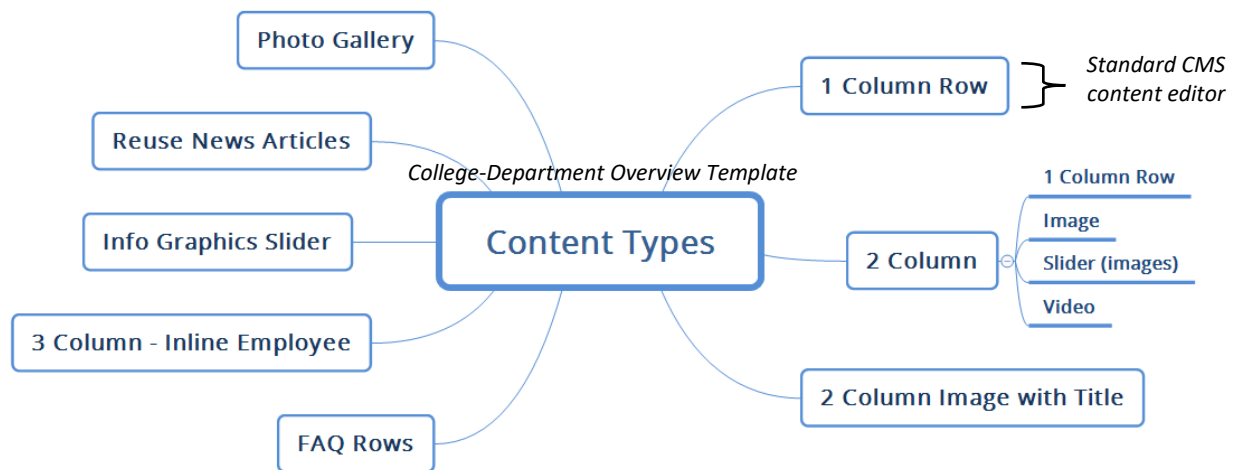 Photo Gallery
1 Column Row
Standard CMS
content editor
Reuse News Articles
College-Department Overview Template
Content Types
1 Column Row
Image
Info Graphics Slider
2 Column
Slider (images)
Video
3 Column - Inline Employee
2 Column Image with Title
FAQ Rows